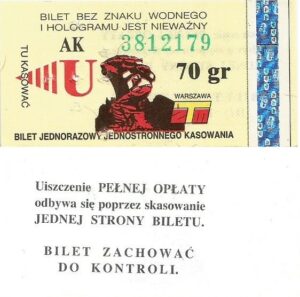 BILET BEZ ZNAKU WODNEGO
I HOLOGRAMU JEST NIEWAŻNY
TU KASOWAĆ
AK 3812179
U
70 gr
WARSZAWA
ZTM
BILET JEDNORAZOWY JEDNOSTRONNEGO KASOWANIA
Uiszczenie PEŁNEJ OPŁATY
odbywa się poprzez skasowanie
JEDNEJ STRONY BILETU.
BILET ZACHOWAĆ
DO KONTROLI.